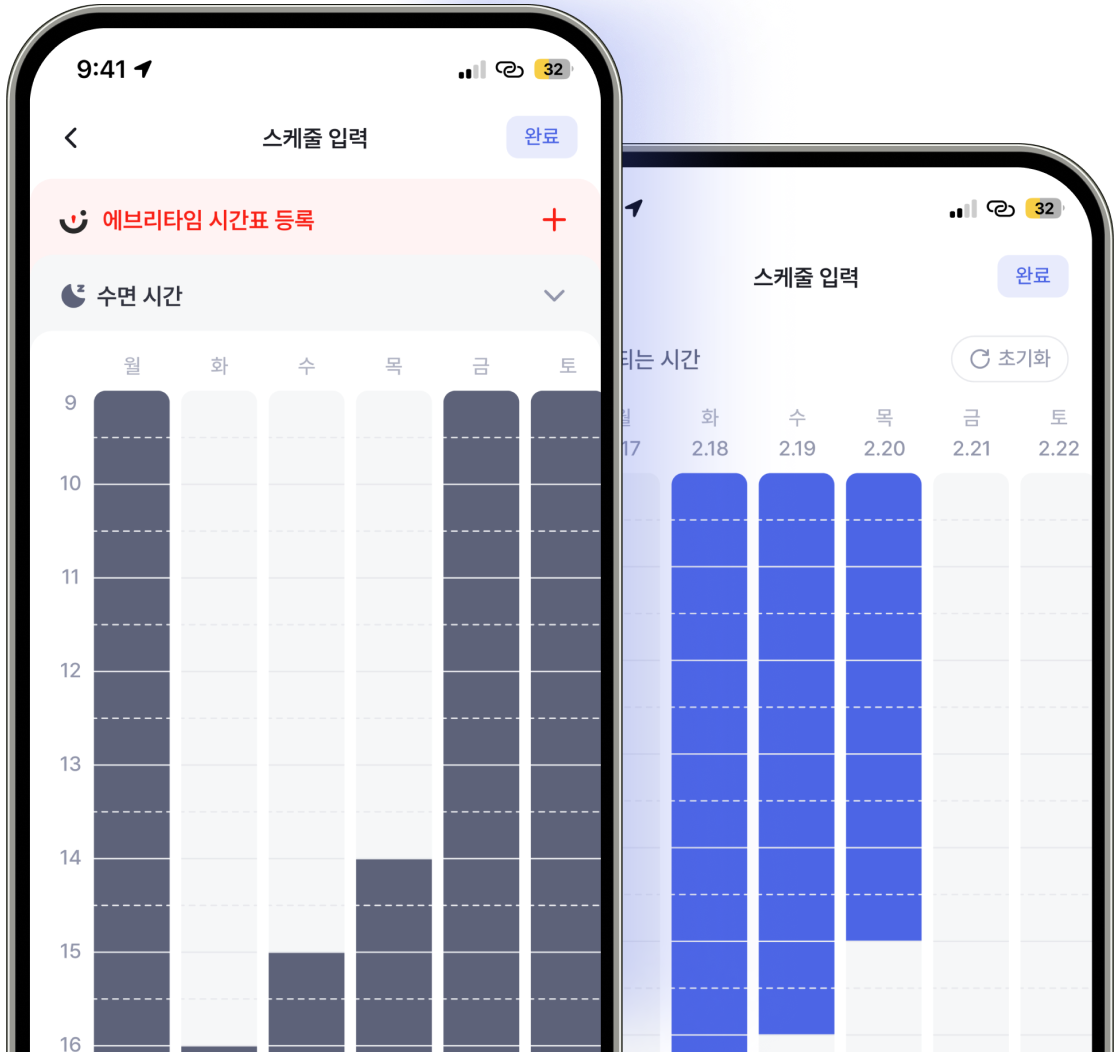 9:41
32
스케줄 입력
완료
에브리타임 시간표 등록
수면 시간
월 화 수 목 금 토
9
10
11
12
13
14
15
16
32
스케줄 입력
완료
되는 시간
초기화
월 화 수 목 금 토
17 2.18 2.19 2.20 2.21 2.22